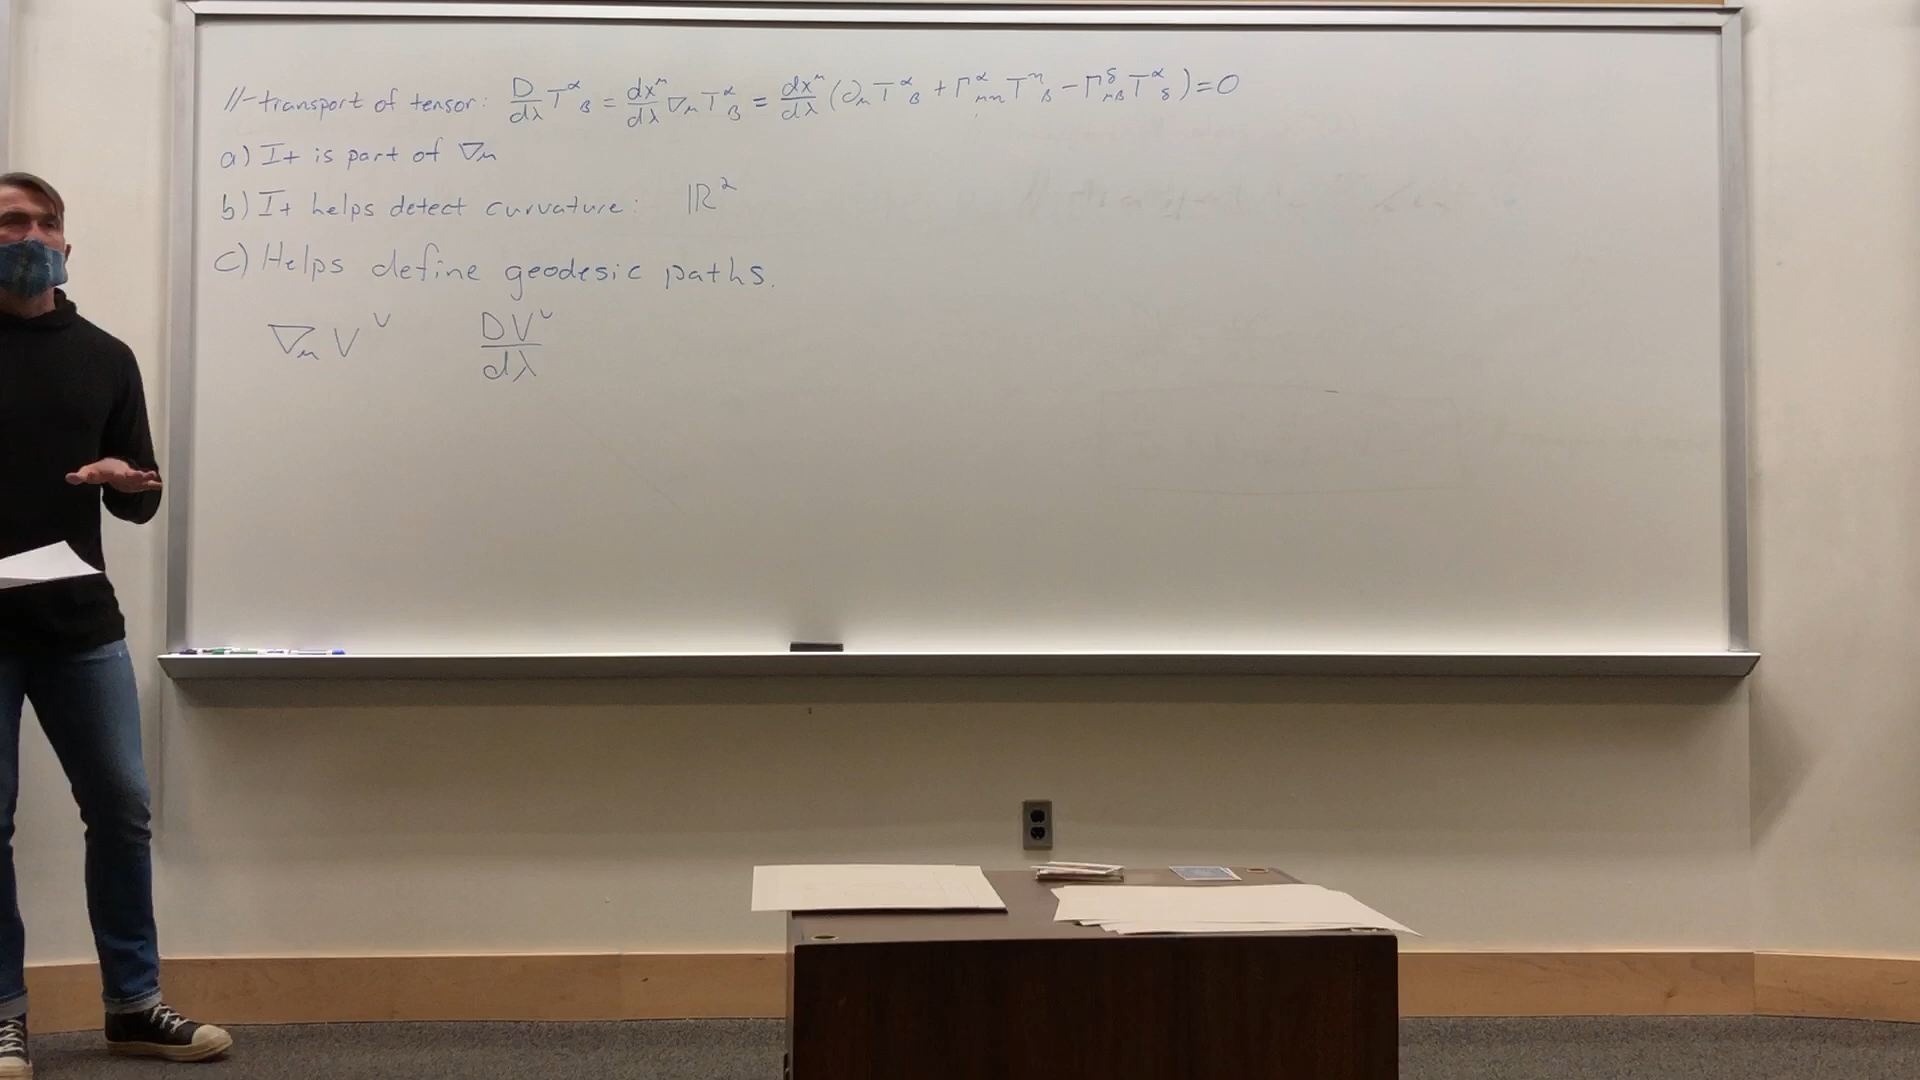 //-transport of tensor: D/dλ T^α_β = dx^μ/dλ ∇_μ T^α_β = dx^μ/dλ (∂_μ T^α_β + Γ^α_μη T^η_β − Γ^δ_μβ T^α_δ) = 0
a) It is part of ∇_μ
b) It helps detect curvature: ℝ²
c) Helps define geodesic paths.
∇_μ V^ν DV^ν/dλ